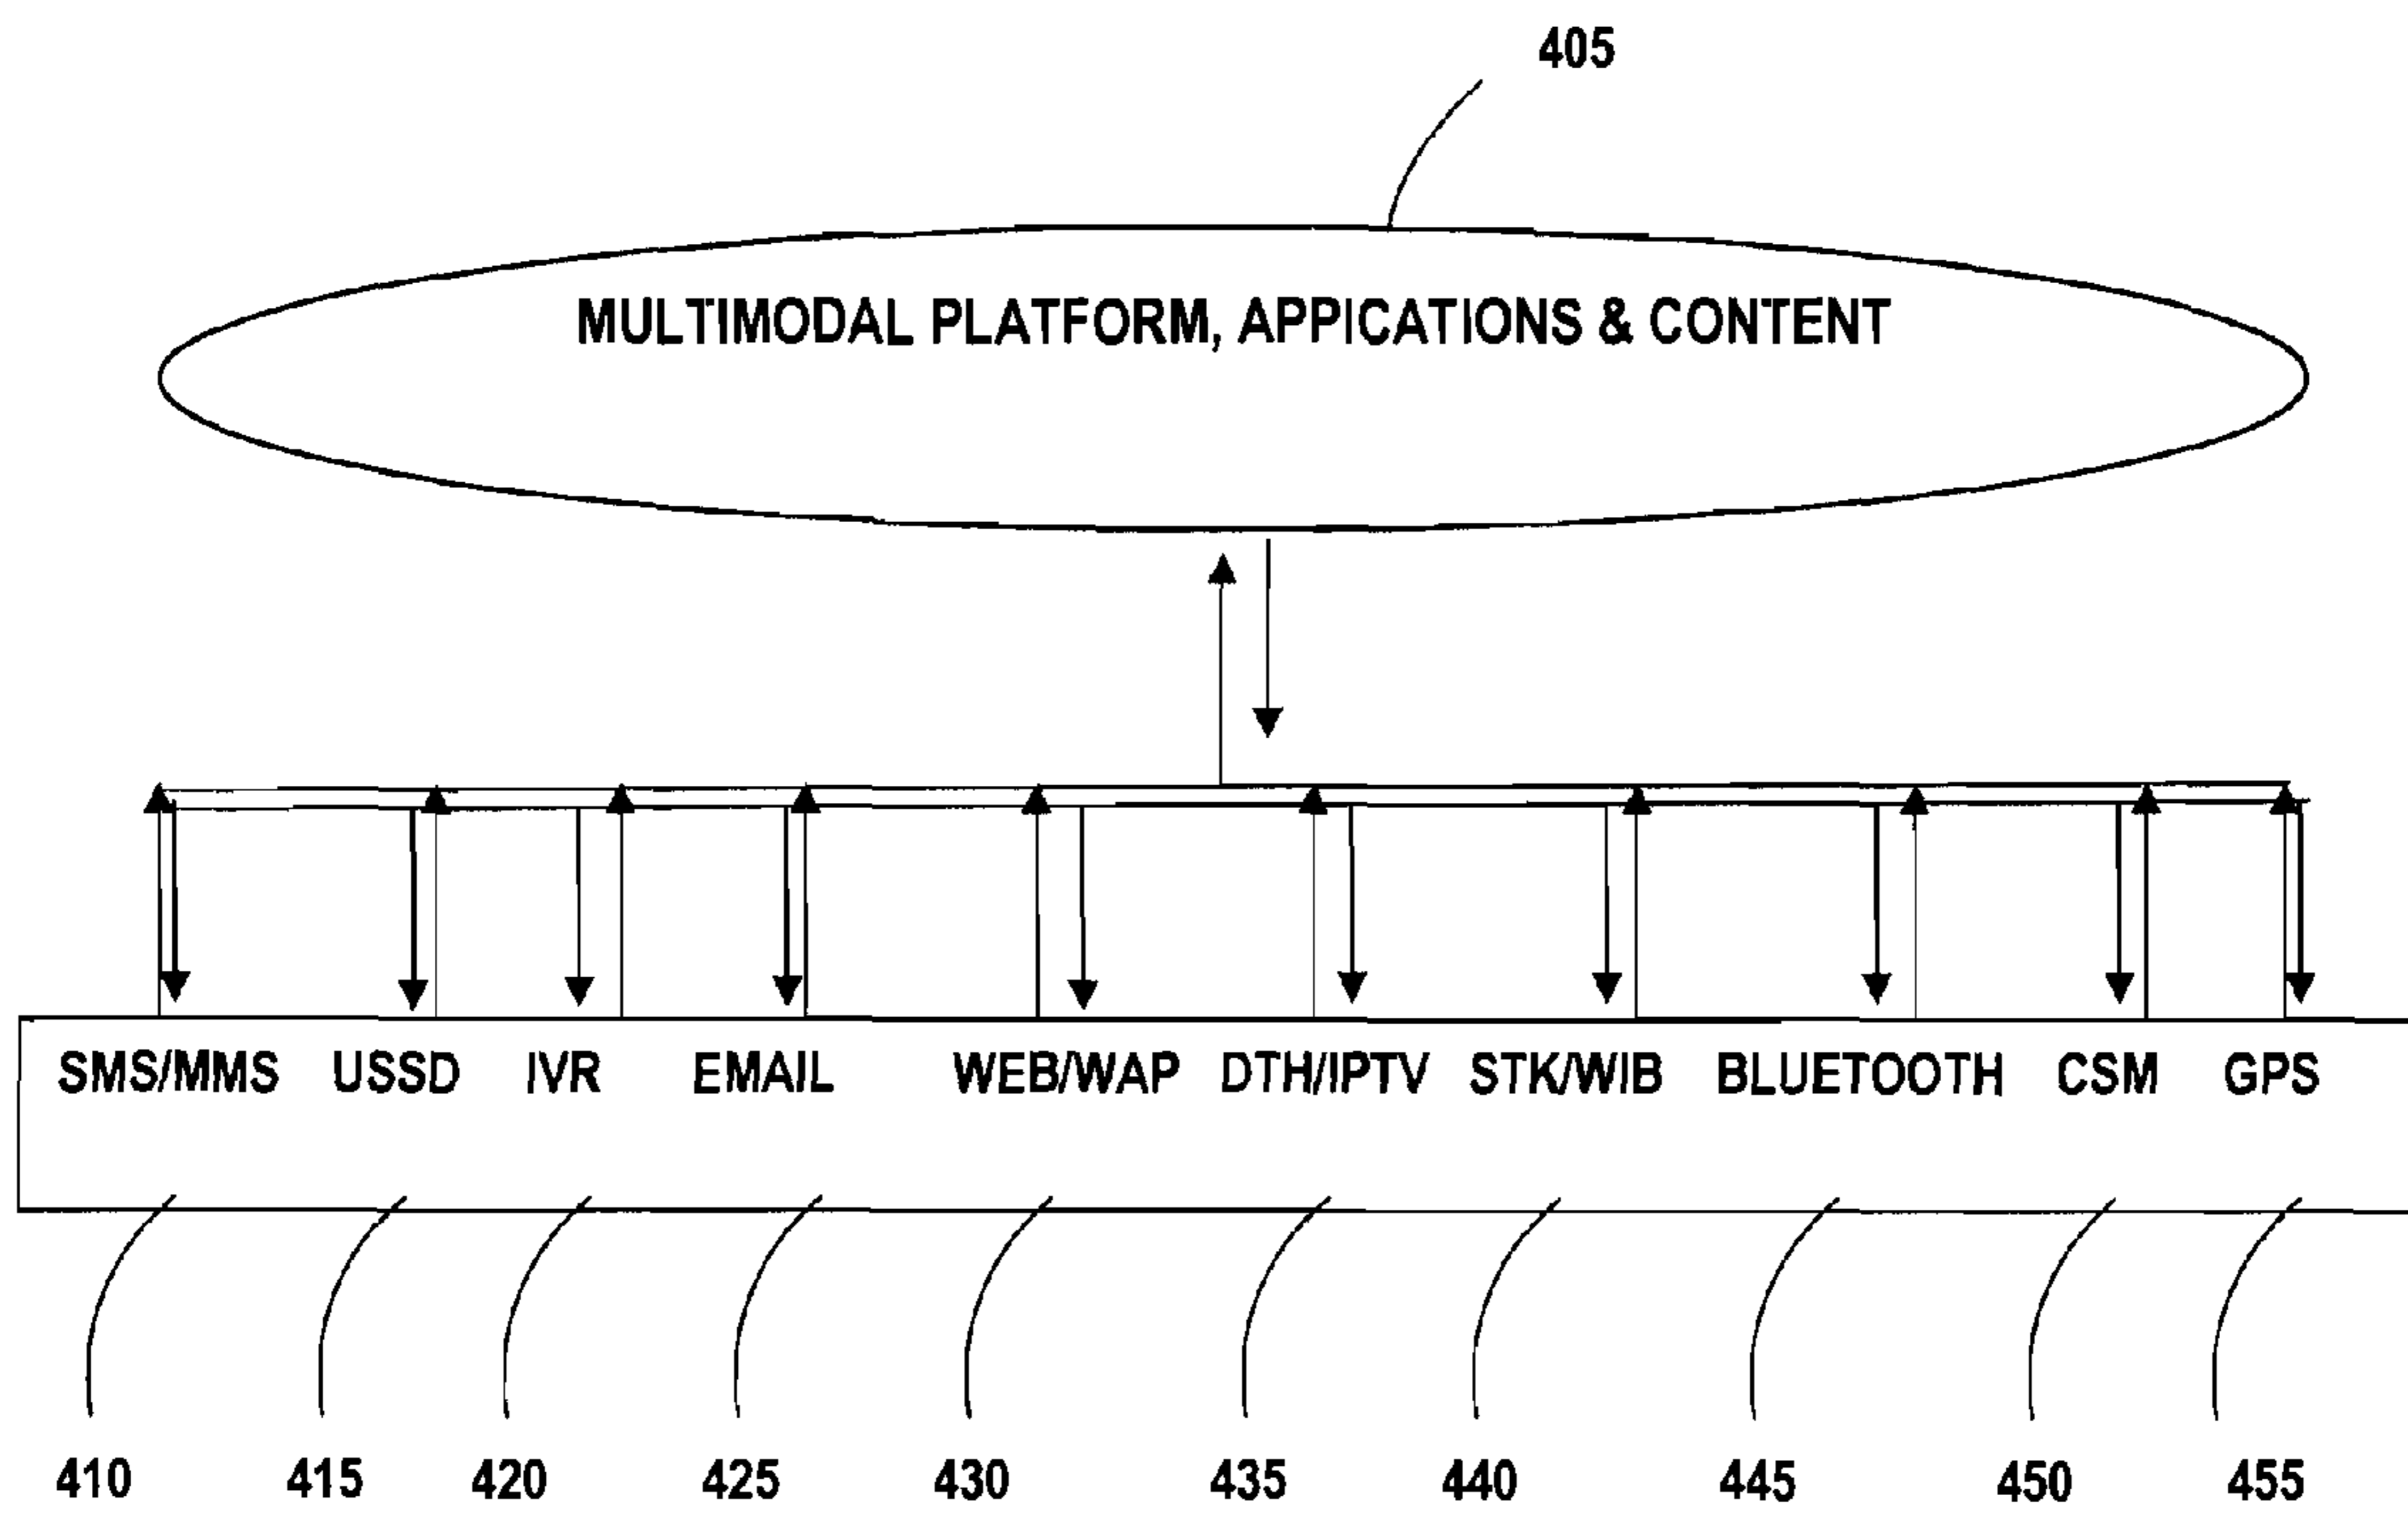 405
MULTIMODAL PLATFORM, APPICATIONS & CONTENT
SMS/MMS USSD IVR EMAIL WEB/WAP DTH/IPTV STK/WIB BLUETOOTH CSM GPS
410 415 420 425 430 435 440 445 450 455